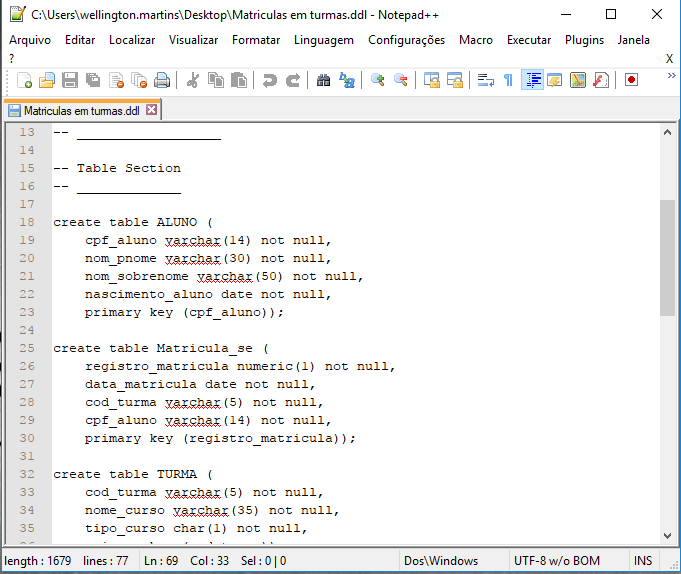 C:\Users\wellington.martins\Desktop\Matriculas em turmas.ddl - Notepad++
Arquivo Editar Localizar Visualizar Formatar Linguagem Configurações Macro Executar Plugins Janela
? X
Matriculas em turmas.ddl
13 -- __________________
14
15 -- Table Section
16 -- _____________
17
18 create table ALUNO (
19 cpf_aluno varchar(14) not null,
20 nom_pnome varchar(30) not null,
21 nom_sobrenome varchar(50) not null,
22 nascimento_aluno date not null,
23 primary key (cpf_aluno));
24
25 create table Matricula_se (
26 registro_matricula numeric(1) not null,
27 data_matricula date not null,
28 cod_turma varchar(5) not null,
29 cpf_aluno varchar(14) not null,
30 primary key (registro_matricula));
31
32 create table TURMA (
33 cod_turma varchar(5) not null,
34 nome_curso varchar(35) not null,
35 tipo_curso char(1) not null,
length : 1679 lines : 77 Ln : 69 Col : 33 Sel : 0 | 0 Dos\Windows UTF-8 w/o BOM INS